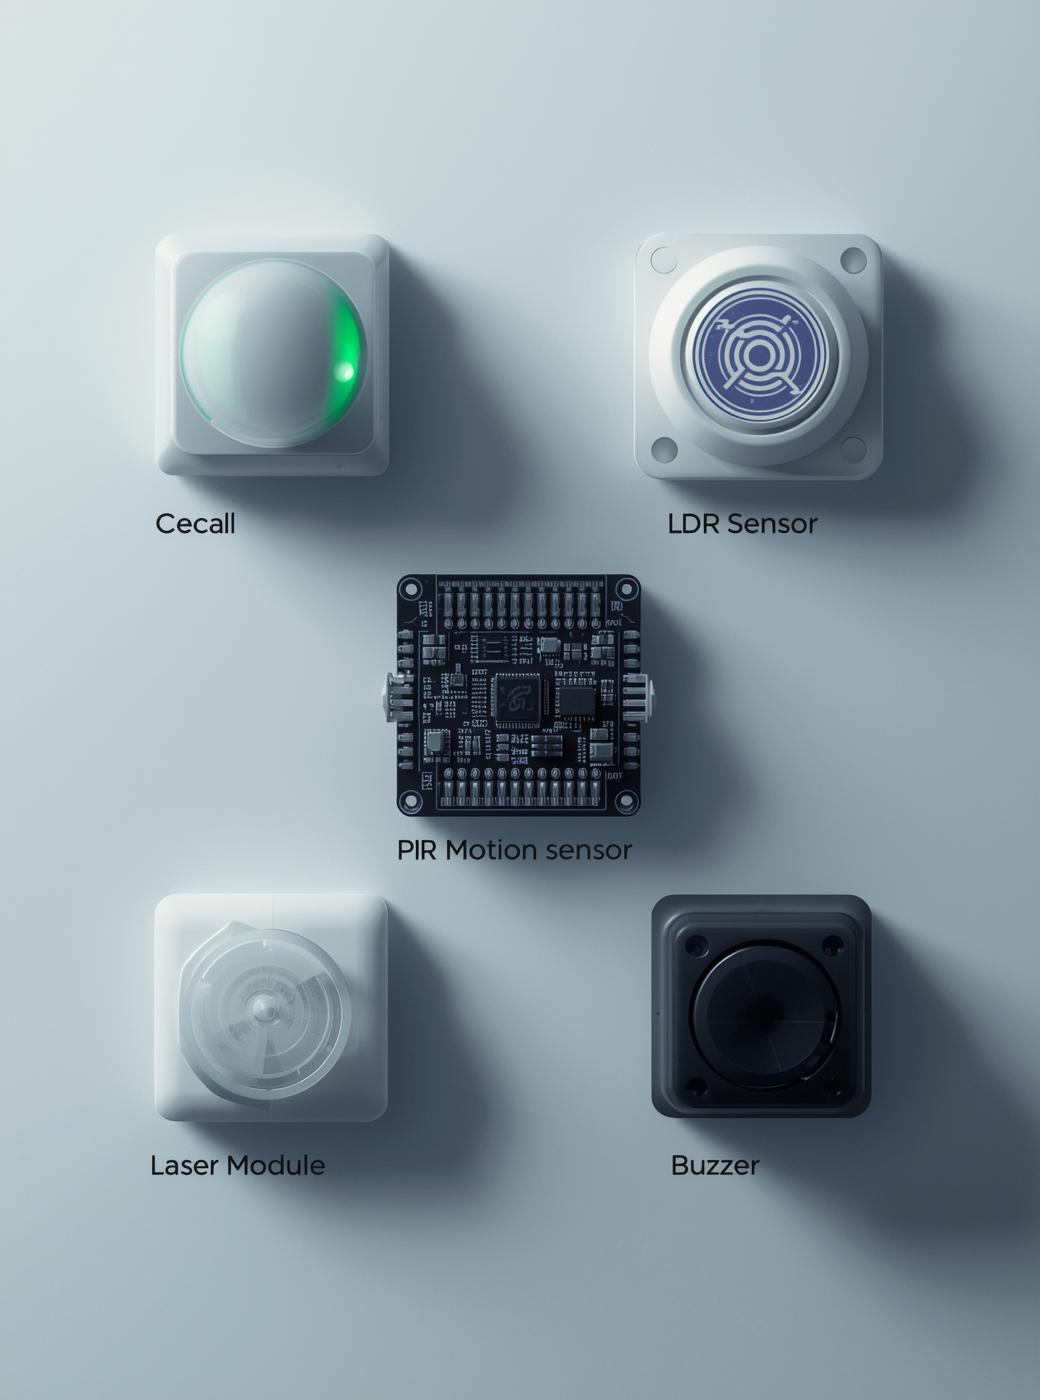 Cecall
LDR Sensor
PIR Motion sensor
Laser Module
Buzzer